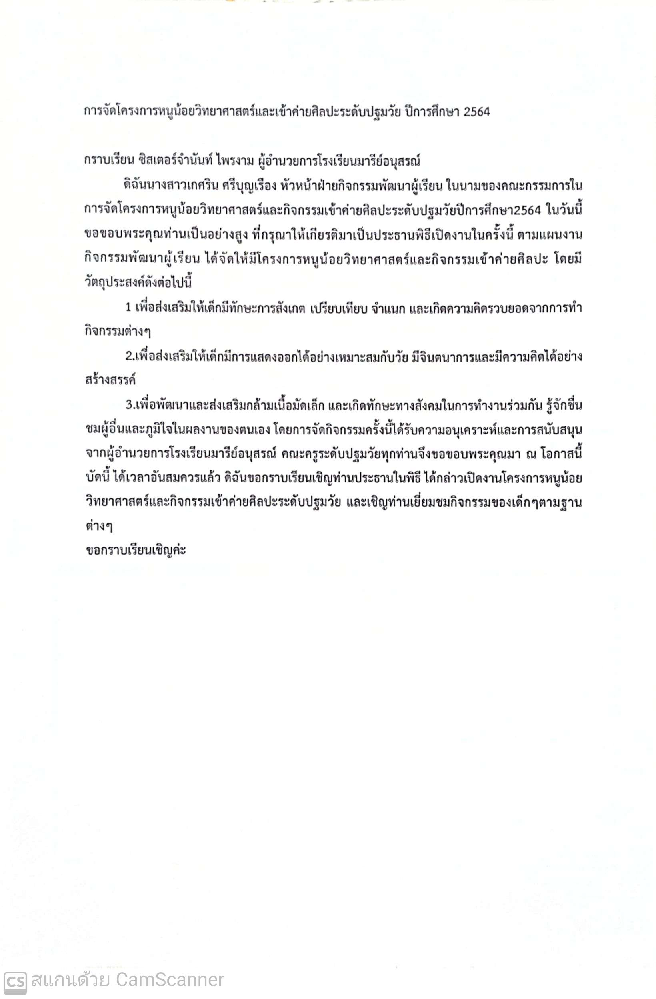 การจัดโครงการหนูน้อยวิทยาศาสตร์และเข้าค่ายศิลปะระดับปฐมวัย ปีการศึกษา 2564
กราบเรียน ซิสเตอร์จำนันท์ ไพรงาม ผู้อำนวยการโรงเรียนมารีย์อนุสรณ์
ดิฉันนางสาวเกศริน ศรีบุญเรือง หัวหน้าฝ่ายกิจกรรมพัฒนาผู้เรียน ในนามของคณะกรรมการใน
การจัดโครงการหนูน้อยวิทยาศาสตร์และกิจกรรมเข้าค่ายศิลปะระดับปฐมวัยปีการศึกษา2564 ในวันนี้
ขอขอบพระคุณท่านเป็นอย่างสูง ที่กรุณาให้เกียรติมาเป็นประธานพิธีเปิดงานในครั้งนี้ ตามแผนงาน
กิจกรรมพัฒนาผู้เรียน ได้จัดให้มีโครงการหนูน้อยวิทยาศาสตร์และกิจกรรมเข้าค่ายศิลปะ โดยมี
วัตถุประสงค์ดังต่อไปนี้
1 เพื่อส่งเสริมให้เด็กมีทักษะการสังเกต เปรียบเทียบ จำแนก และเกิดความคิดรวบยอดจากการทำ
กิจกรรมต่างๆ
2.เพื่อส่งเสริมให้เด็กมีการแสดงออกได้อย่างเหมาะสมกับวัย มีจินตนาการและมีความคิดได้อย่าง
สร้างสรรค์
3.เพื่อพัฒนาและส่งเสริมกล้ามเนื้อมัดเล็ก และเกิดทักษะทางสังคมในการทำงานร่วมกัน รู้จักชื่น
ชมผู้อื่นและภูมิใจในผลงานของตนเอง โดยการจัดกิจกรรมครั้งนี้ได้รับความอนุเคราะห์และการสนับสนุน
จากผู้อำนวยการโรงเรียนมารีย์อนุสรณ์ คณะครูระดับปฐมวัยทุกท่านจึงขอขอบพระคุณมา ณ โอกาสนี้
บัดนี้ ได้เวลาอันสมควรแล้ว ดิฉันขอกราบเรียนเชิญท่านประธานในพิธี ได้กล่าวเปิดงานโครงการหนูน้อย
วิทยาศาสตร์และกิจกรรมเข้าค่ายศิลปะระดับปฐมวัย และเชิญท่านเยี่ยมชมกิจกรรมของเด็กๆตามฐาน
ต่างๆ
ขอกราบเรียนเชิญค่ะ
CS สแกนด้วย CamScanner